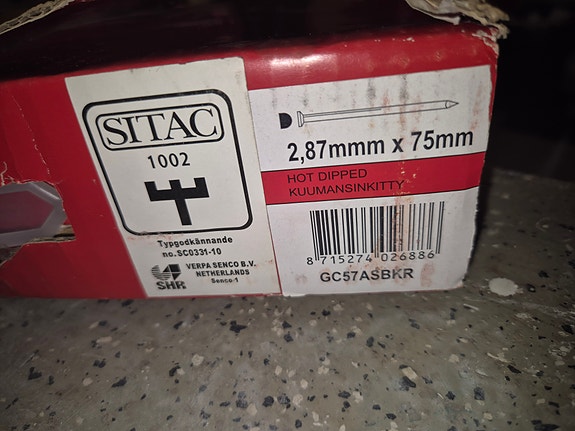 SITAC
1002
Typgodkännande
no.SC0331-10
SHR
VERPA SENCO B.V.
NETHERLANDS
Senco-1
2,87mmm x 75mm
HOT DIPPED
KUUMANSINKITTY
8 715274 026886
GC57ASBKR